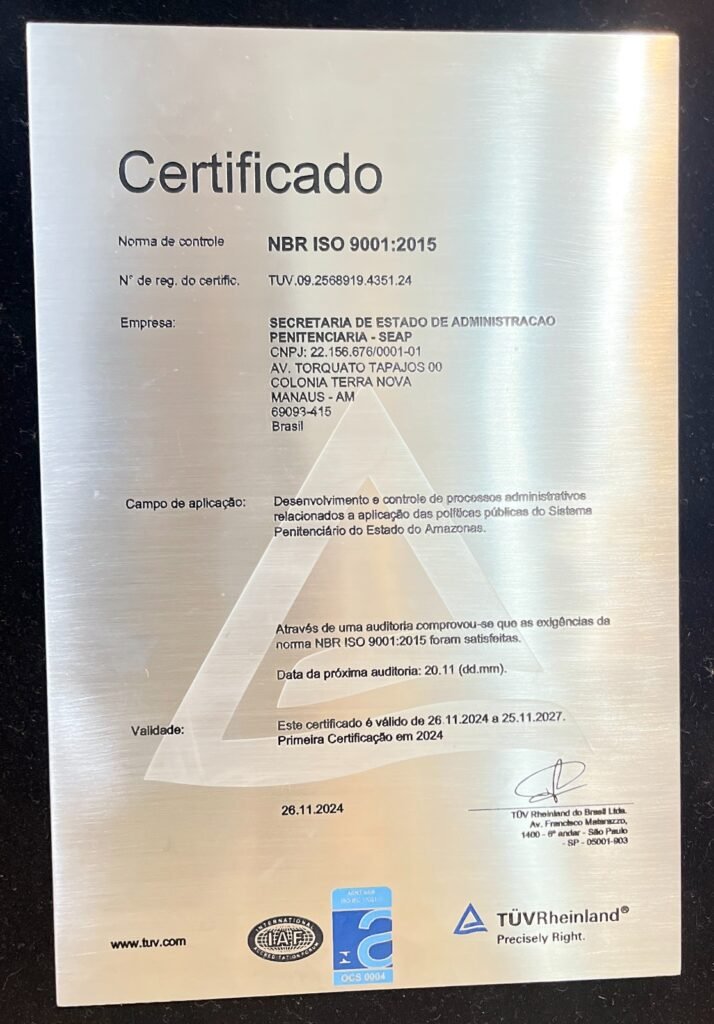 Certificado
Norma de controle NBR ISO 9001:2015
N° de reg. do certific. TUV.09.2568919.4351.24
Empresa: SECRETARIA DE ESTADO DE ADMINISTRACAO
PENITENCIARIA - SEAP
CNPJ: 22.156.676/0001-01
AV. TORQUATO TAPAJOS 00
COLONIA TERRA NOVA
MANAUS - AM
69093-415
Brasil
Campo de aplicação: Desenvolvimento e controle de processos administrativos
relacionados a aplicação das políticas públicas do Sistema
Penitenciário do Estado do Amazonas.
Através de uma auditoria comprovou-se que as exigências da
norma NBR ISO 9001:2015 foram satisfeitas.
Data da próxima auditoria: 20.11 (dd.mm).
Validade: Este certificado é válido de 26.11.2024 a 25.11.2027.
Primeira Certificação em 2024
26.11.2024
TÜV Rheinland do Brasil Ltda.
Av. Francisco Matarazzo,
1400 - 6º andar - São Paulo
- SP - 05001-903
www.tuv.com
INTERNATIONAL
IAF
ACCREDITATION FORUM
OCS 0004
TÜVRheinland®
Precisely Right.